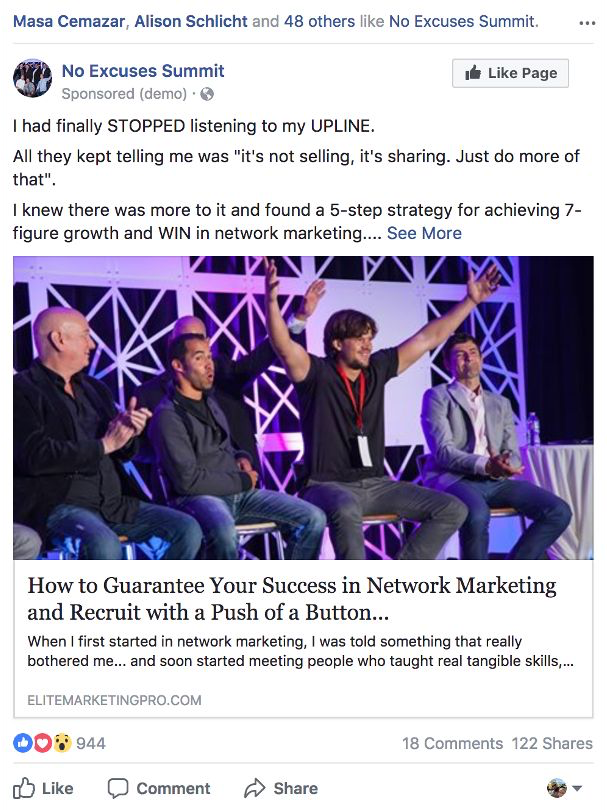 Masa Cemazar, Alison Schlicht and 48 others like No Excuses Summit.
No Excuses Summit
Sponsored (demo) ·
Like Page
I had finally STOPPED listening to my UPLINE.
All they kept telling me was "it's not selling, it's sharing. Just do more of
that".
I knew there was more to it and found a 5-step strategy for achieving 7-
figure growth and WIN in network marketing.... See More
How to Guarantee Your Success in Network Marketing
and Recruit with a Push of a Button...
When I first started in network marketing, I was told something that really
bothered me... and soon started meeting people who taught real tangible skills,...
ELITEMARKETINGPRO.COM
944
18 Comments 122 Shares
Like Comment Share